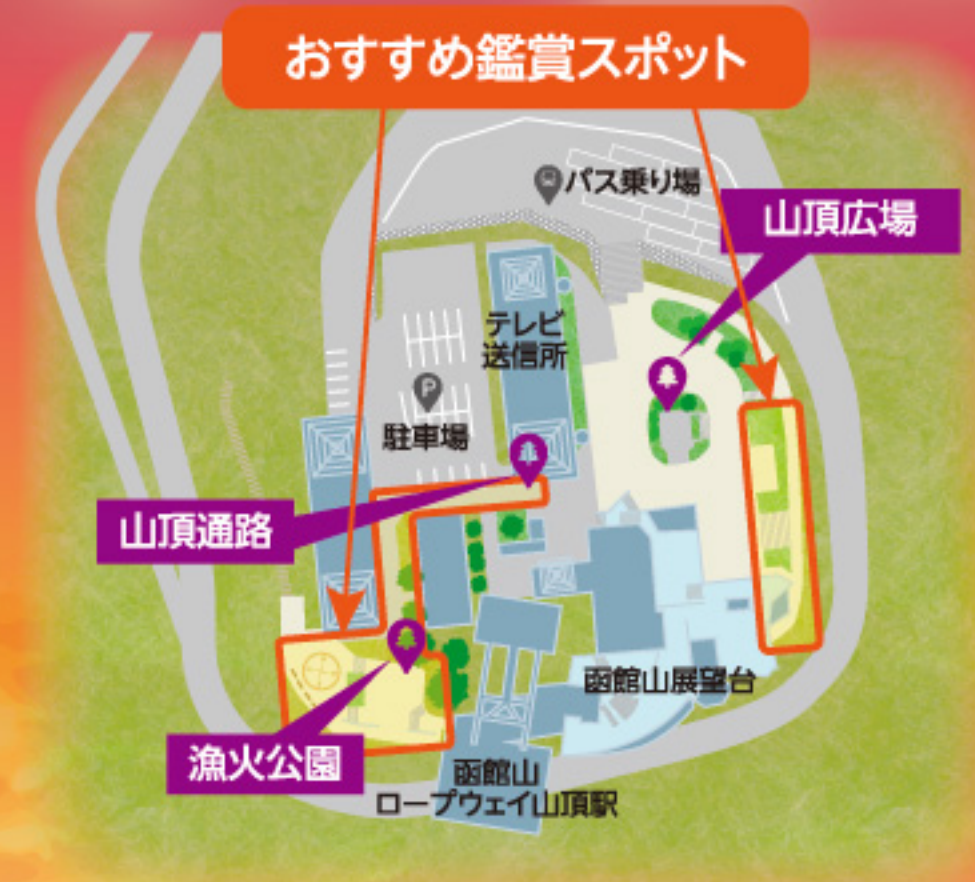 おすすめ鑑賞スポット
バス乗り場
山頂広場
テレビ
送信所
P
駐車場
山頂通路
函館山展望台
漁火公園
函館山
ロープウェイ山頂駅